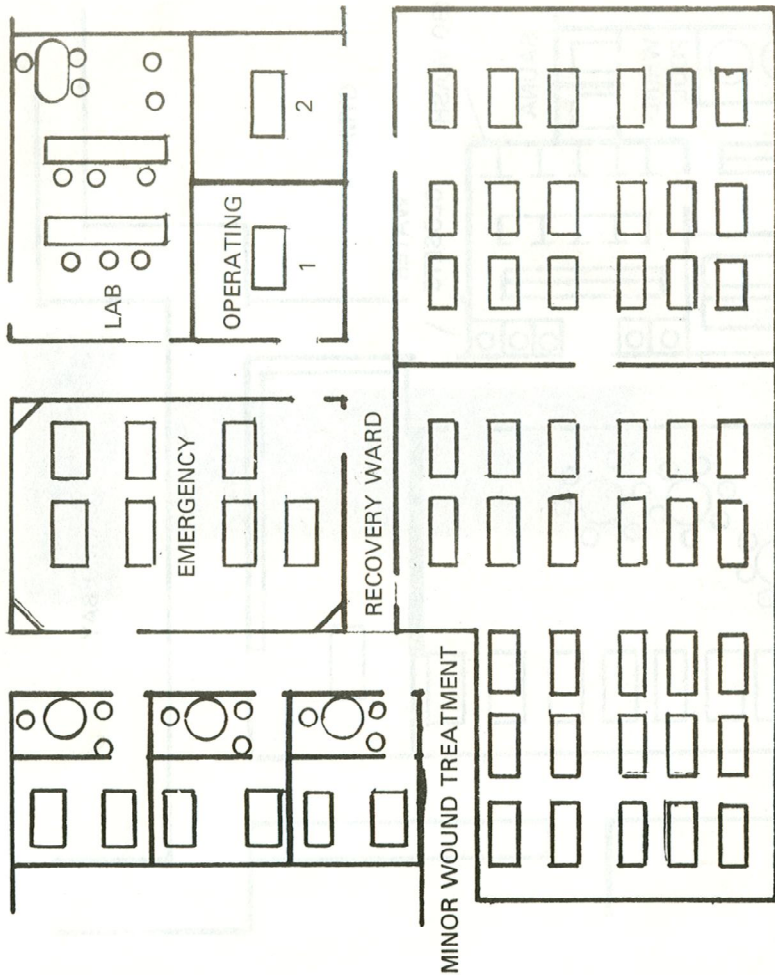 LAB
OPERATING
1
2
EMERGENCY
RECOVERY WARD
MINOR WOUND TREATMENT